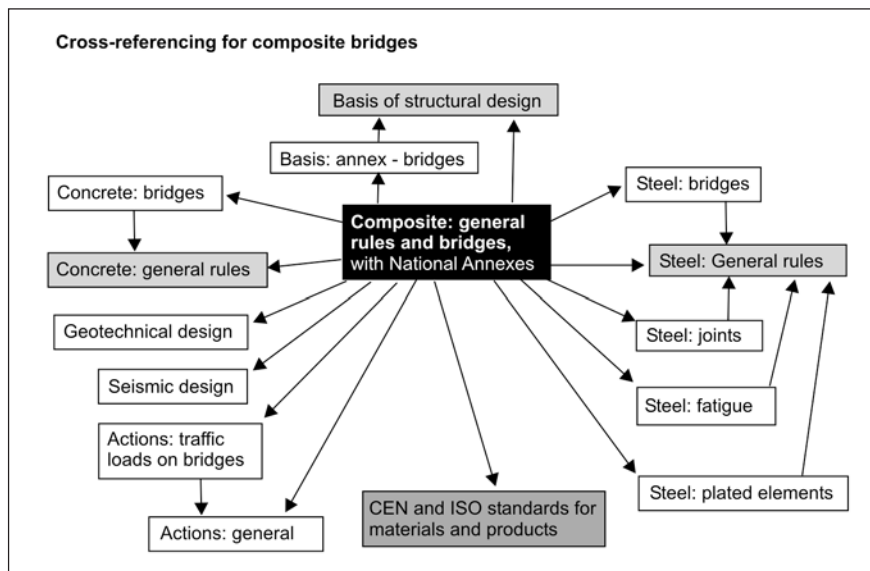 Cross-referencing for composite bridges
Basis of structural design
Basis: annex - bridges
Concrete: bridges
Steel: bridges
Composite: general
rules and bridges,
with National Annexes
Concrete: general rules
Steel: General rules
Geotechnical design
Steel: joints
Seismic design
Steel: fatigue
Actions: traffic
loads on bridges
Steel: plated elements
CEN and ISO standards for
materials and products
Actions: general